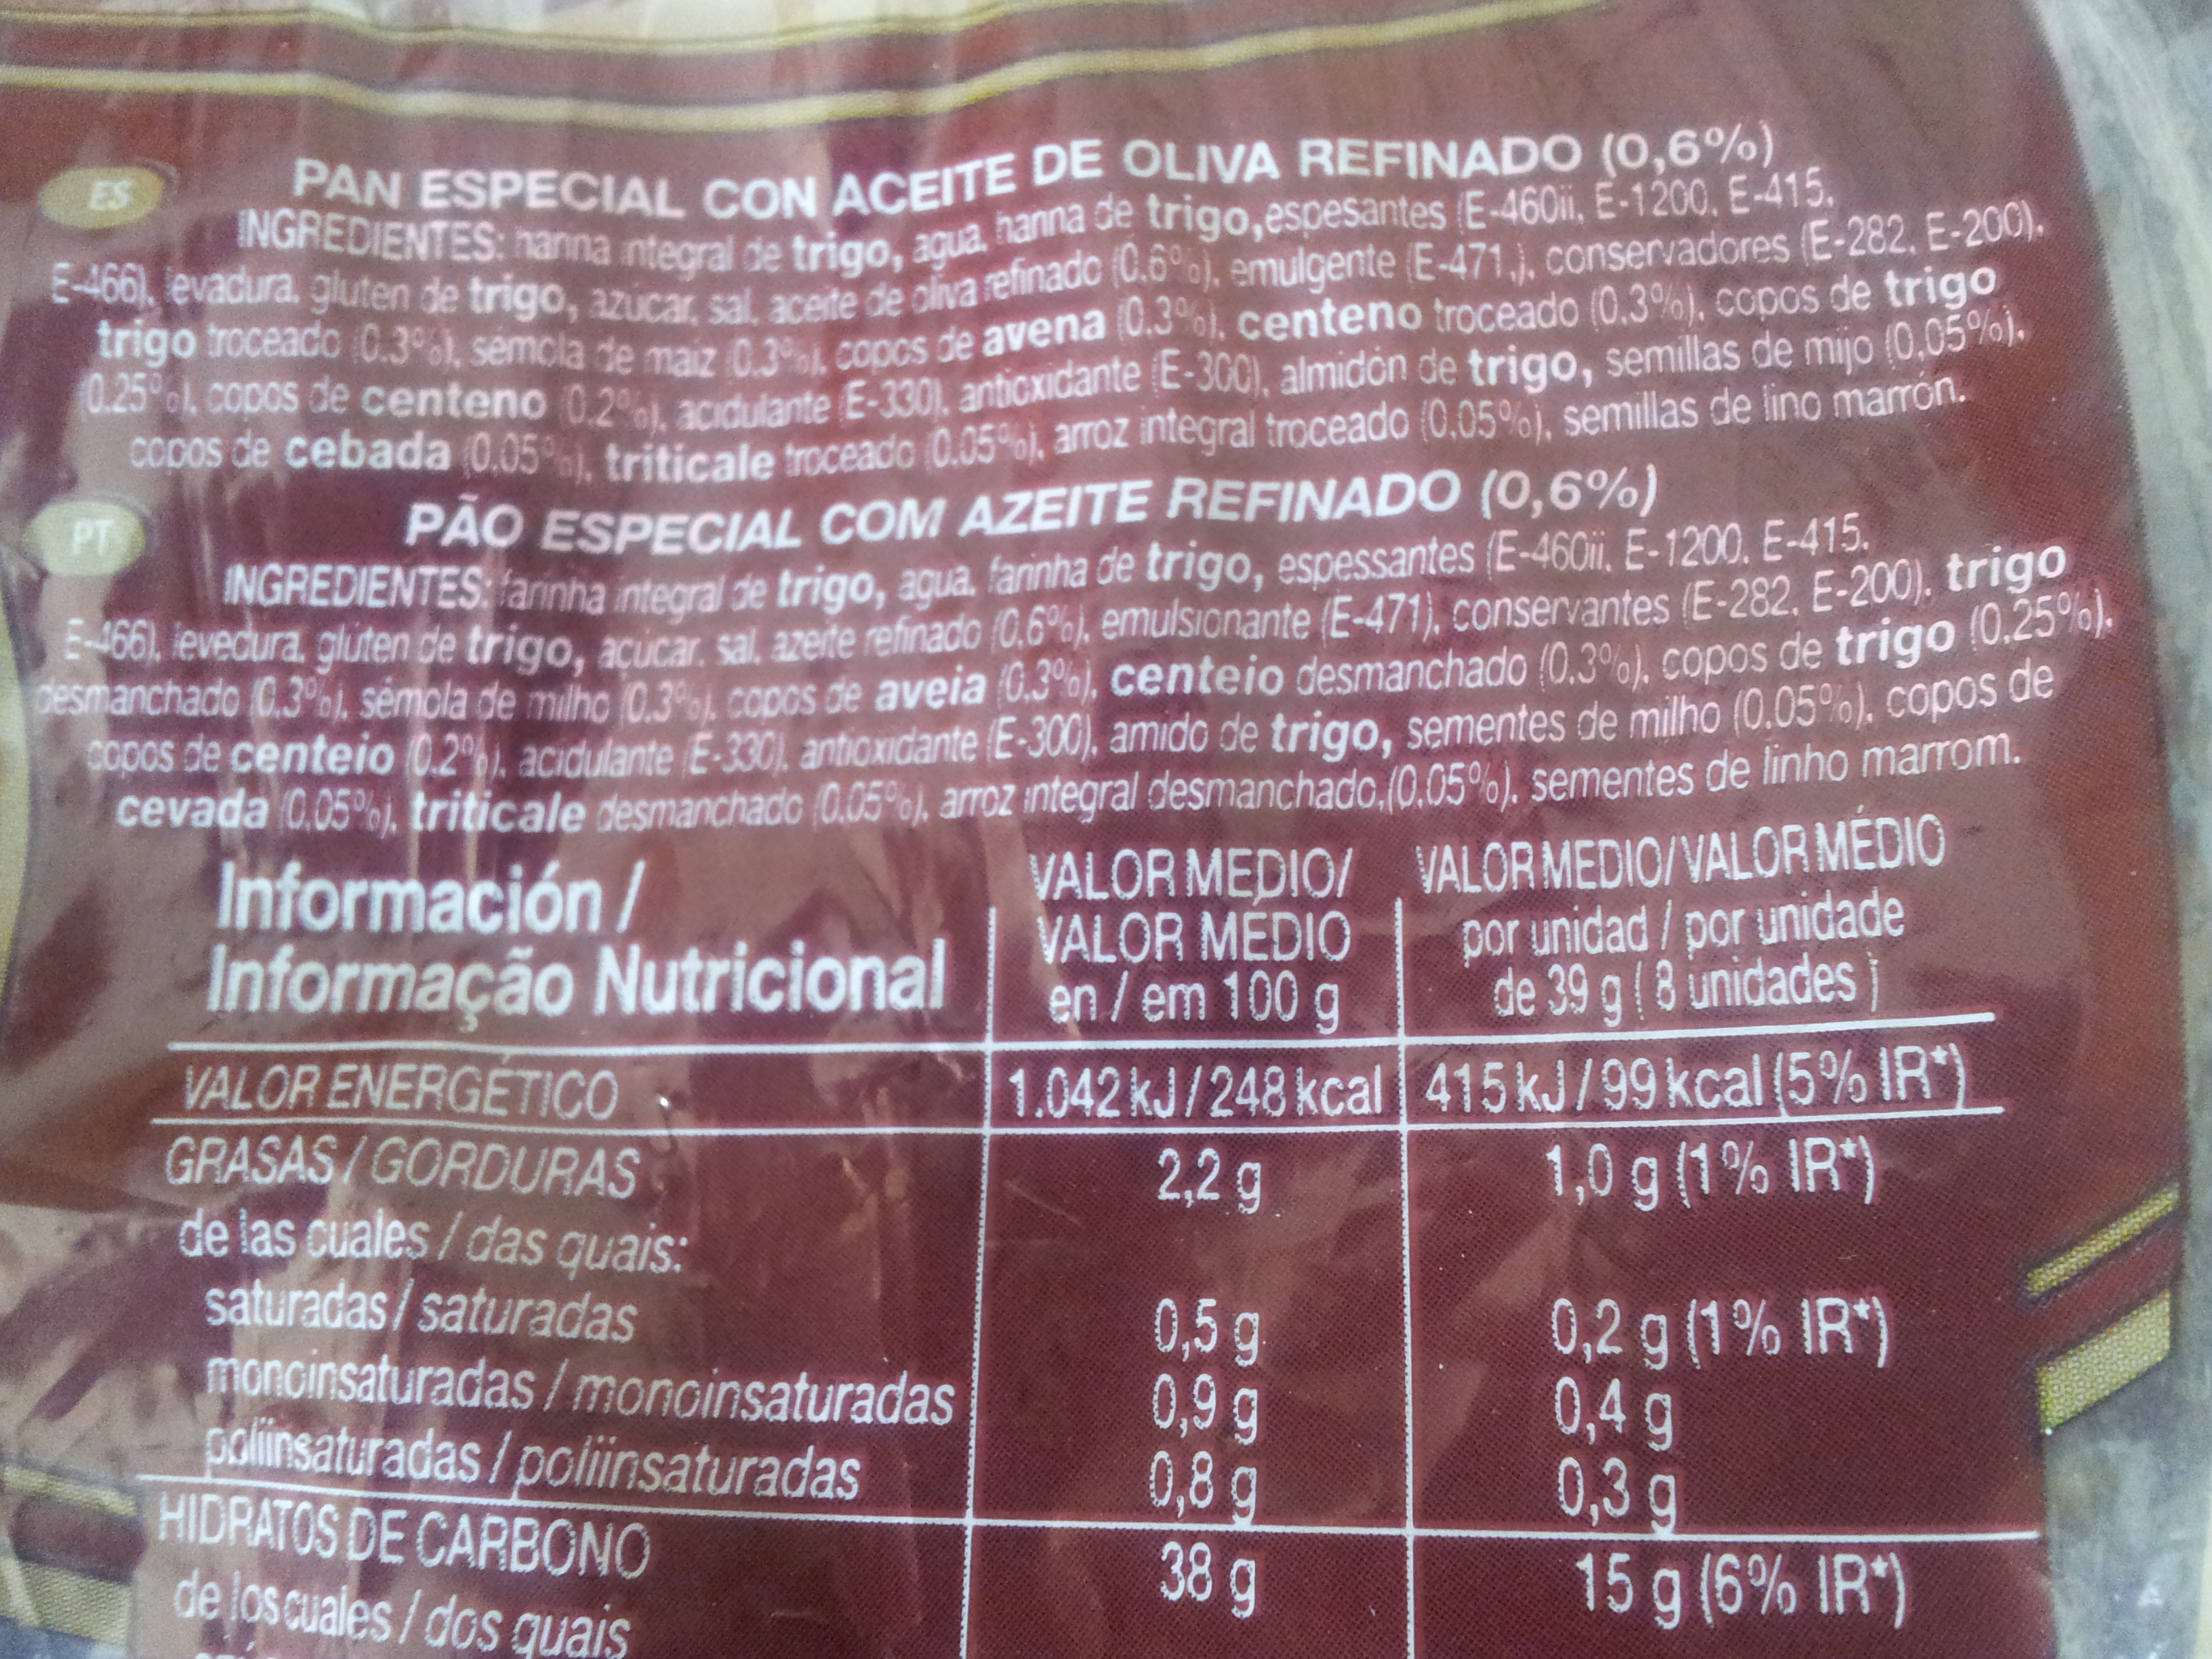 ES
PAN ESPECIAL CON ACEITE DE OLIVA REFINADO (0,6%)
INGREDIENTES: harina integral de trigo, agua, harina de trigo,espesantes (E-460ii, E-1200, E-415,
E-466), levadura, gluten de trigo, azúcar, sal, aceite de oliva refinado (0.6%), emulgente (E-471,), conservadores (E-282, E-200),
trigo troceado (0.3%), sémola de maíz (0.3%), copos de avena (0.3%), centeno troceado (0.3%), copos de trigo
(0.25%), copos de centeno (0.2%), acidulante (E-330), antioxidante (E-300), almidón de trigo, semillas de mijo (0,05%),
copos de cebada (0,05%), triticale troceado (0.05%), arroz integral troceado (0,05%), semillas de lino marrón.
PT
PÃO ESPECIAL COM AZEITE REFINADO (0,6%)
INGREDIENTES: farinha integral de trigo, agua, farinha de trigo, espessantes (E-460ii, E-1200, E-415,
E-466), levedura, glúten de trigo, açúcar, sal, azeite refinado (0.6%), emulsionante (E-471), conservantes (E-282, E-200), trigo
desmanchado (0.3%), sémola de milho (0.3%), copos de aveia (0.3%), centeio desmanchado (0.3%), copos de trigo (0,25%),
copos de centeio (0.2%), acidulante (E-330), antioxidante (E-300), amido de trigo, sementes de milho (0,05%), copos de
cevada (0,05%), triticale desmanchado (0.05%), arroz integral desmanchado,(0,05%), sementes de linho marrom.
Información /
Informação Nutricional
VALOR MEDIO/
VALOR MÉDIO
en / em 100 g
VALOR MEDIO/VALOR MÉDIO
por unidad / por unidade
de 39 g ( 8 unidades )
VALOR ENERGÉTICO 1.042 kJ / 248 kcal 415 kJ / 99 kcal (5% IR*)
GRASAS / GORDURAS 2,2 g 1,0 g (1% IR*)
de las cuales / das quais:
saturadas / saturadas 0,5 g 0,2 g (1% IR*)
monoinsaturadas / monoinsaturadas 0,9 g 0,4 g
poliinsaturadas / poliinsaturadas 0,8 g 0,3 g
HIDRATOS DE CARBONO 38 g 15 g (6% IR*)
de los cuales / dos quais